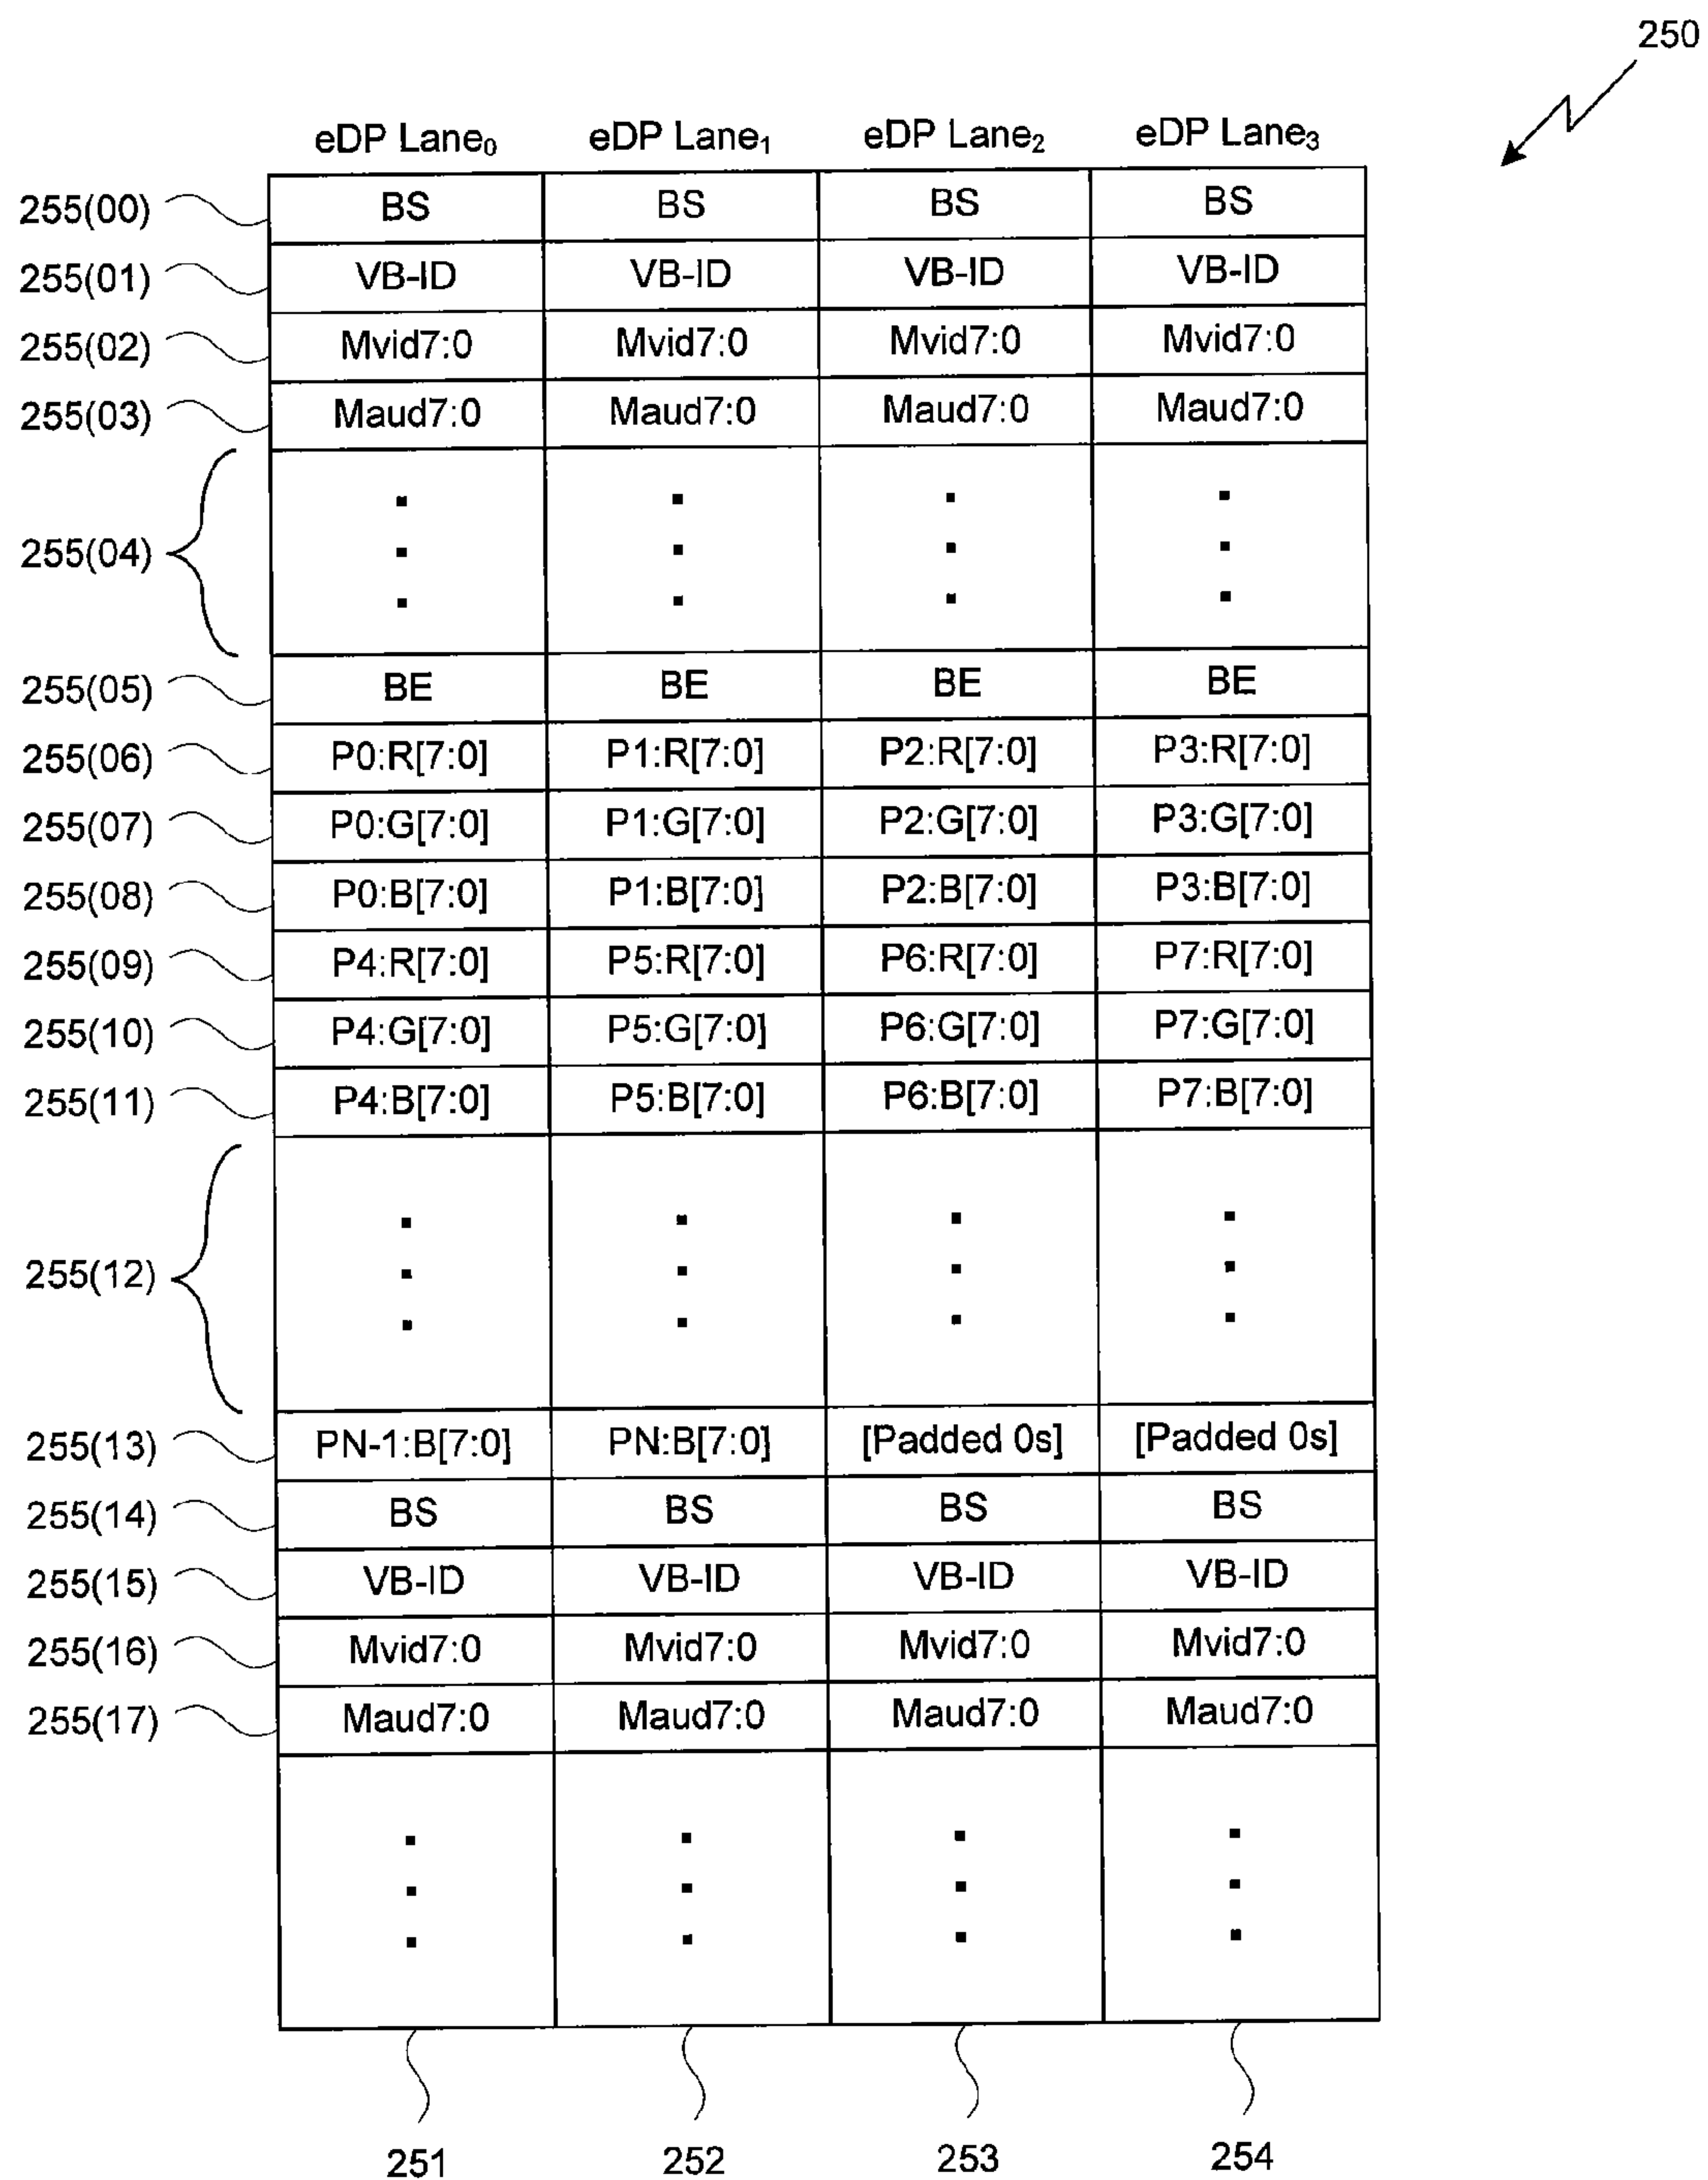 250
eDP Lane0 eDP Lane1 eDP Lane2 eDP Lane3
255(00) BS BS BS BS
255(01) VB-ID VB-ID VB-ID VB-ID
255(02) Mvid7:0 Mvid7:0 Mvid7:0 Mvid7:0
255(03) Maud7:0 Maud7:0 Maud7:0 Maud7:0
255(04)
255(05) BE BE BE BE
255(06) P0:R[7:0] P1:R[7:0] P2:R[7:0] P3:R[7:0]
255(07) P0:G[7:0] P1:G[7:0] P2:G[7:0] P3:G[7:0]
255(08) P0:B[7:0] P1:B[7:0] P2:B[7:0] P3:B[7:0]
255(09) P4:R[7:0] P5:R[7:0] P6:R[7:0] P7:R[7:0]
255(10) P4:G[7:0] P5:G[7:0] P6:G[7:0] P7:G[7:0]
255(11) P4:B[7:0] P5:B[7:0] P6:B[7:0] P7:B[7:0]
255(12)
255(13) PN-1:B[7:0] PN:B[7:0] [Padded 0s] [Padded 0s]
255(14) BS BS BS BS
255(15) VB-ID VB-ID VB-ID VB-ID
255(16) Mvid7:0 Mvid7:0 Mvid7:0 Mvid7:0
255(17) Maud7:0 Maud7:0 Maud7:0 Maud7:0
251 252 253 254